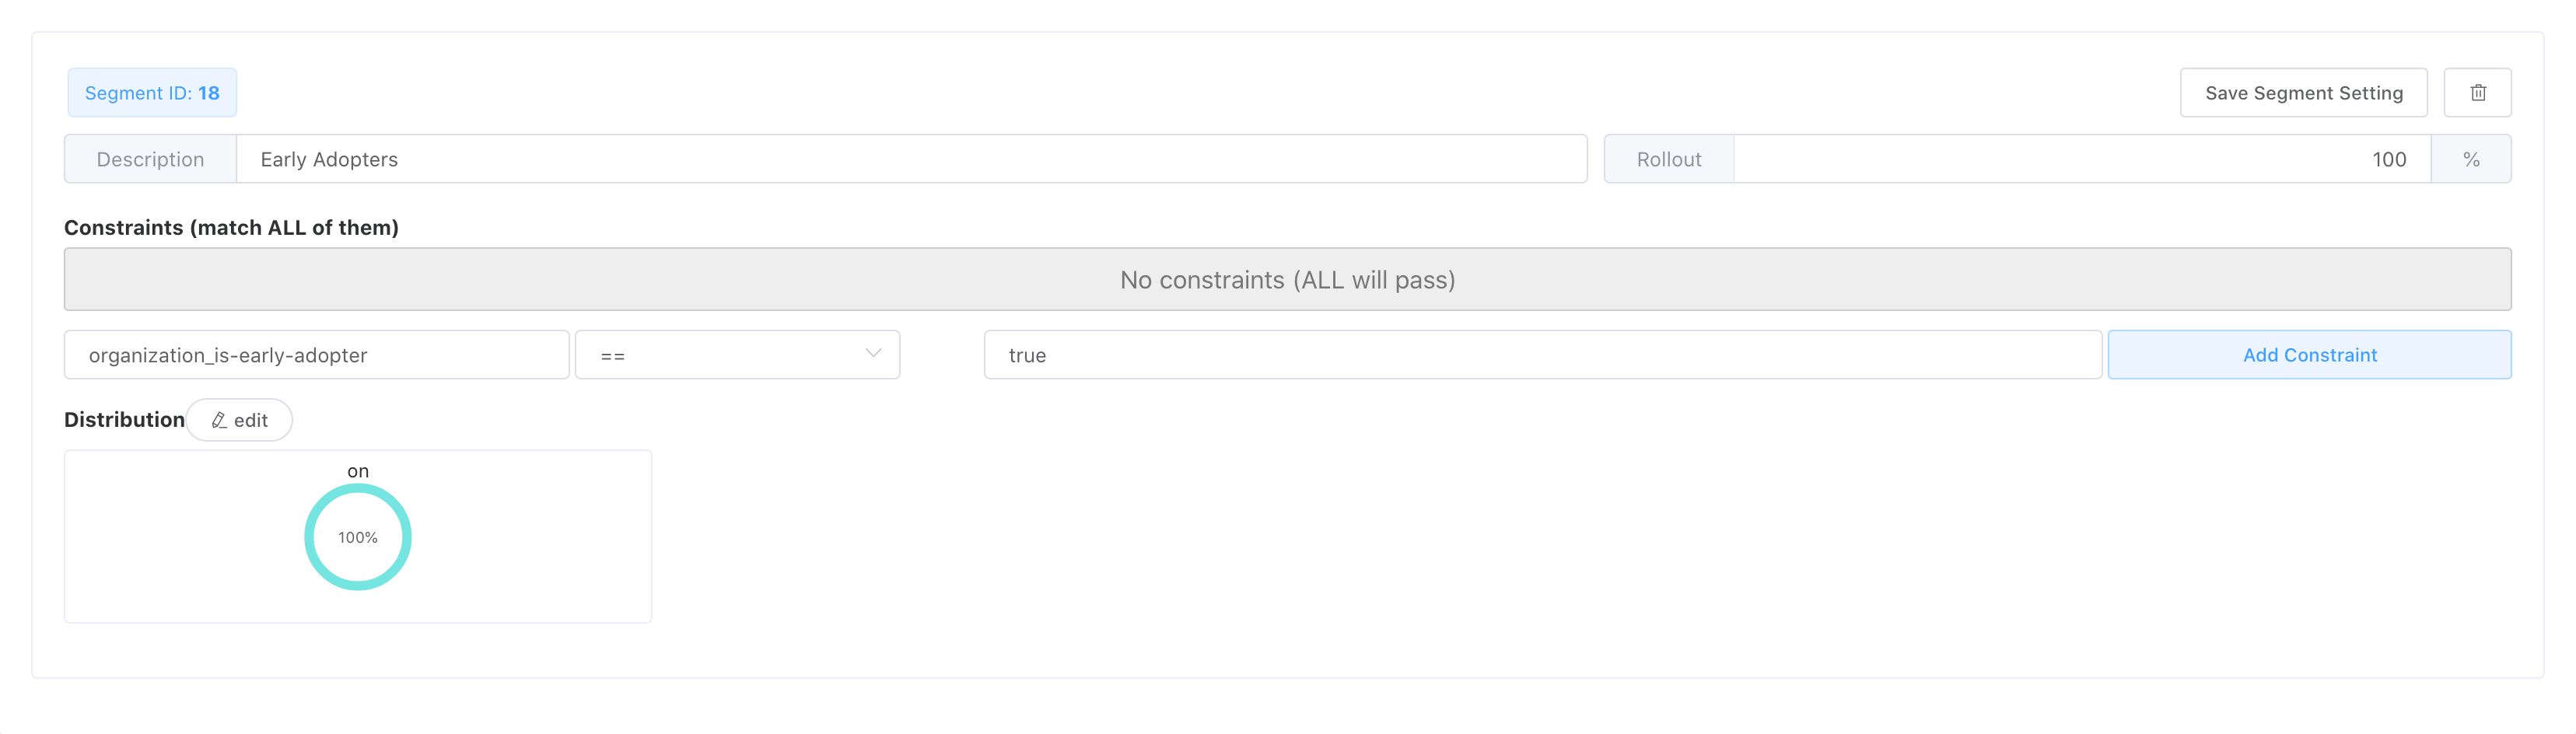 Segment ID: 18
Save Segment Setting
Description Early Adopters
Rollout 100 %
Constraints (match ALL of them)
No constraints (ALL will pass)
organization_is-early-adopter == true Add Constraint
Distribution edit
on
100%